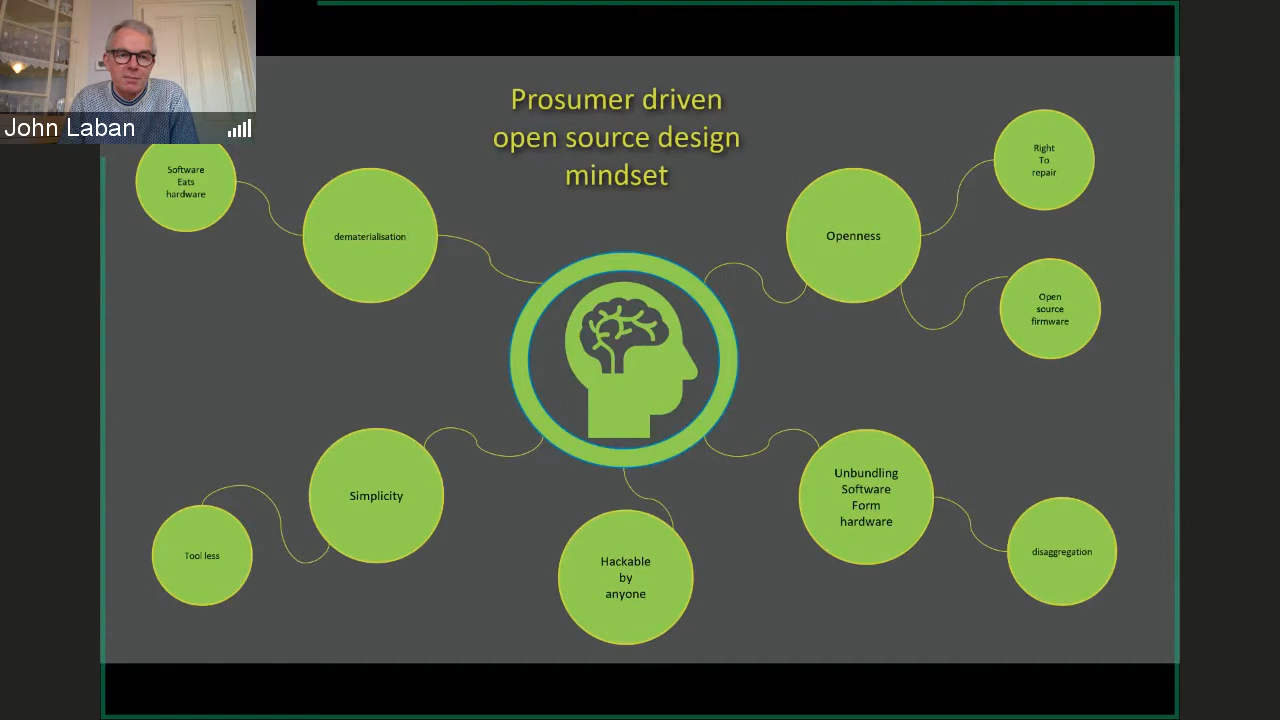 John Laban
Prosumer driven
open source design
mindset
Software
Eats
hardware
dematerialisation
Openness
Right
To
repair
Open
source
firmware
Simplicity
Tool less
Hackable
by
anyone
Unbundling
Software
Form
hardware
disaggregation